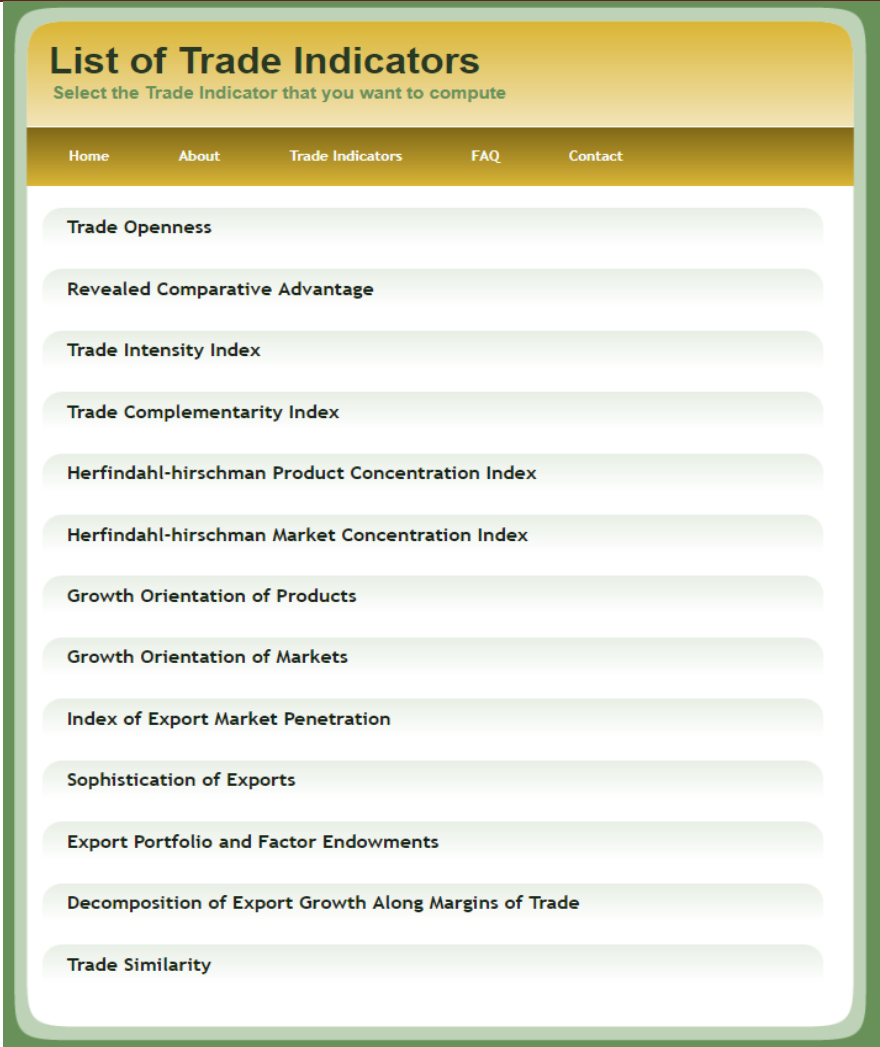 List of Trade Indicators
Select the Trade Indicator that you want to compute
Home About Trade Indicators FAQ Contact
Trade Openness
Revealed Comparative Advantage
Trade Intensity Index
Trade Complementarity Index
Herfindahl-hirschman Product Concentration Index
Herfindahl-hirschman Market Concentration Index
Growth Orientation of Products
Growth Orientation of Markets
Index of Export Market Penetration
Sophistication of Exports
Export Portfolio and Factor Endowments
Decomposition of Export Growth Along Margins of Trade
Trade Similarity